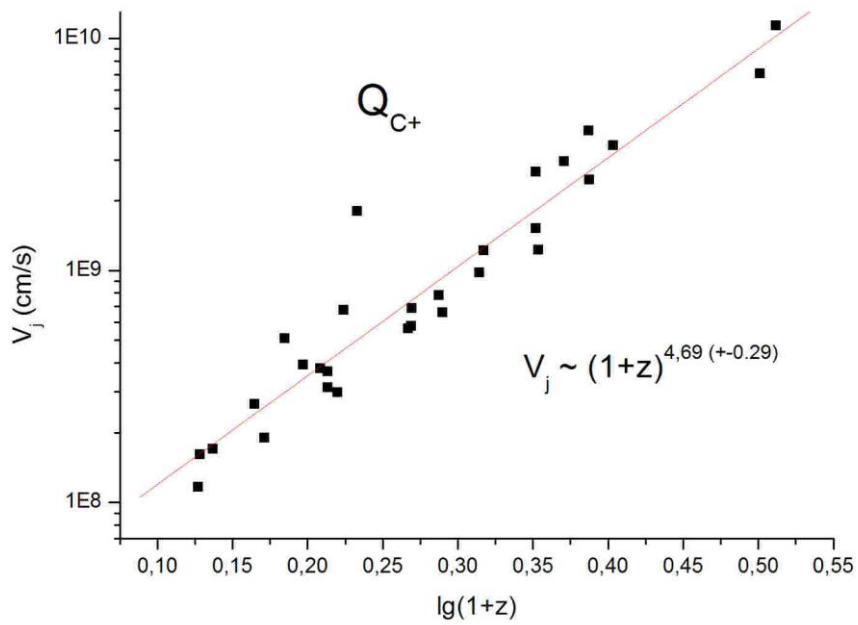 1E10
Q_C+
V_j (cm/s)
1E9
V_j ~ (1+z)^4,69 (+-0.29)
1E8
0,10 0,15 0,20 0,25 0,30 0,35 0,40 0,45 0,50 0,55
lg(1+z)